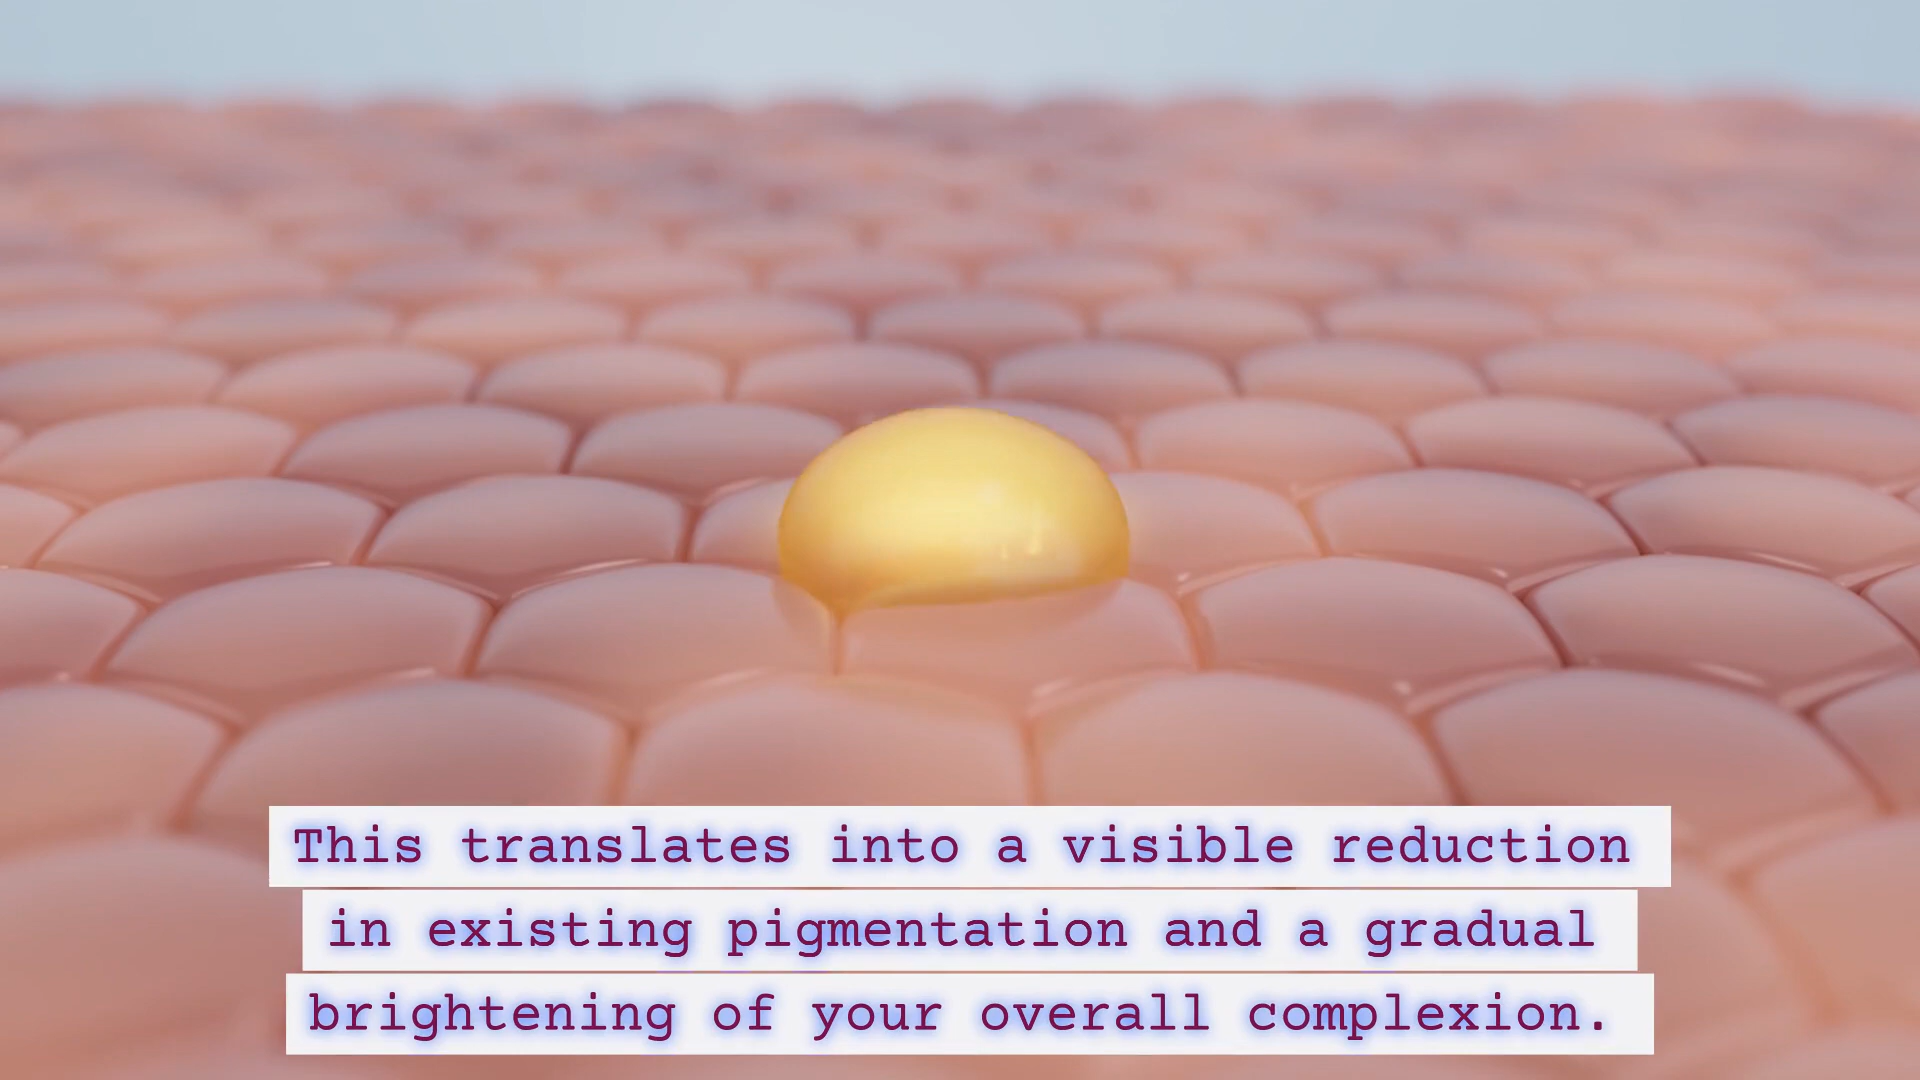 This translates into a visible reduction
in existing pigmentation and a gradual
brightening of your overall complexion.